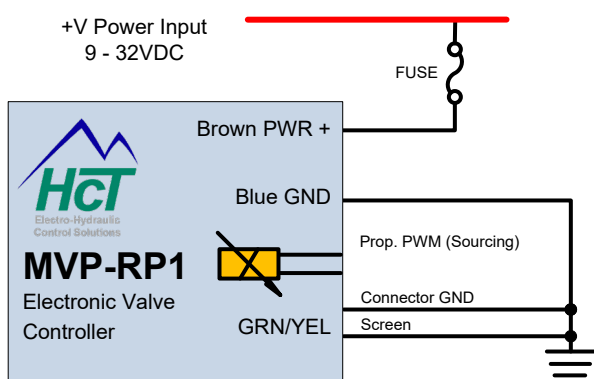 +V Power Input
9 - 32VDC
FUSE
Brown PWR +
HCT
Electro-Hydraulis
Control Solutions
Blue GND
Prop. PWM (Sourcing)
MVP-RP1
Electronic Valve
Controller
Connector GND
GRN/YEL
Screen